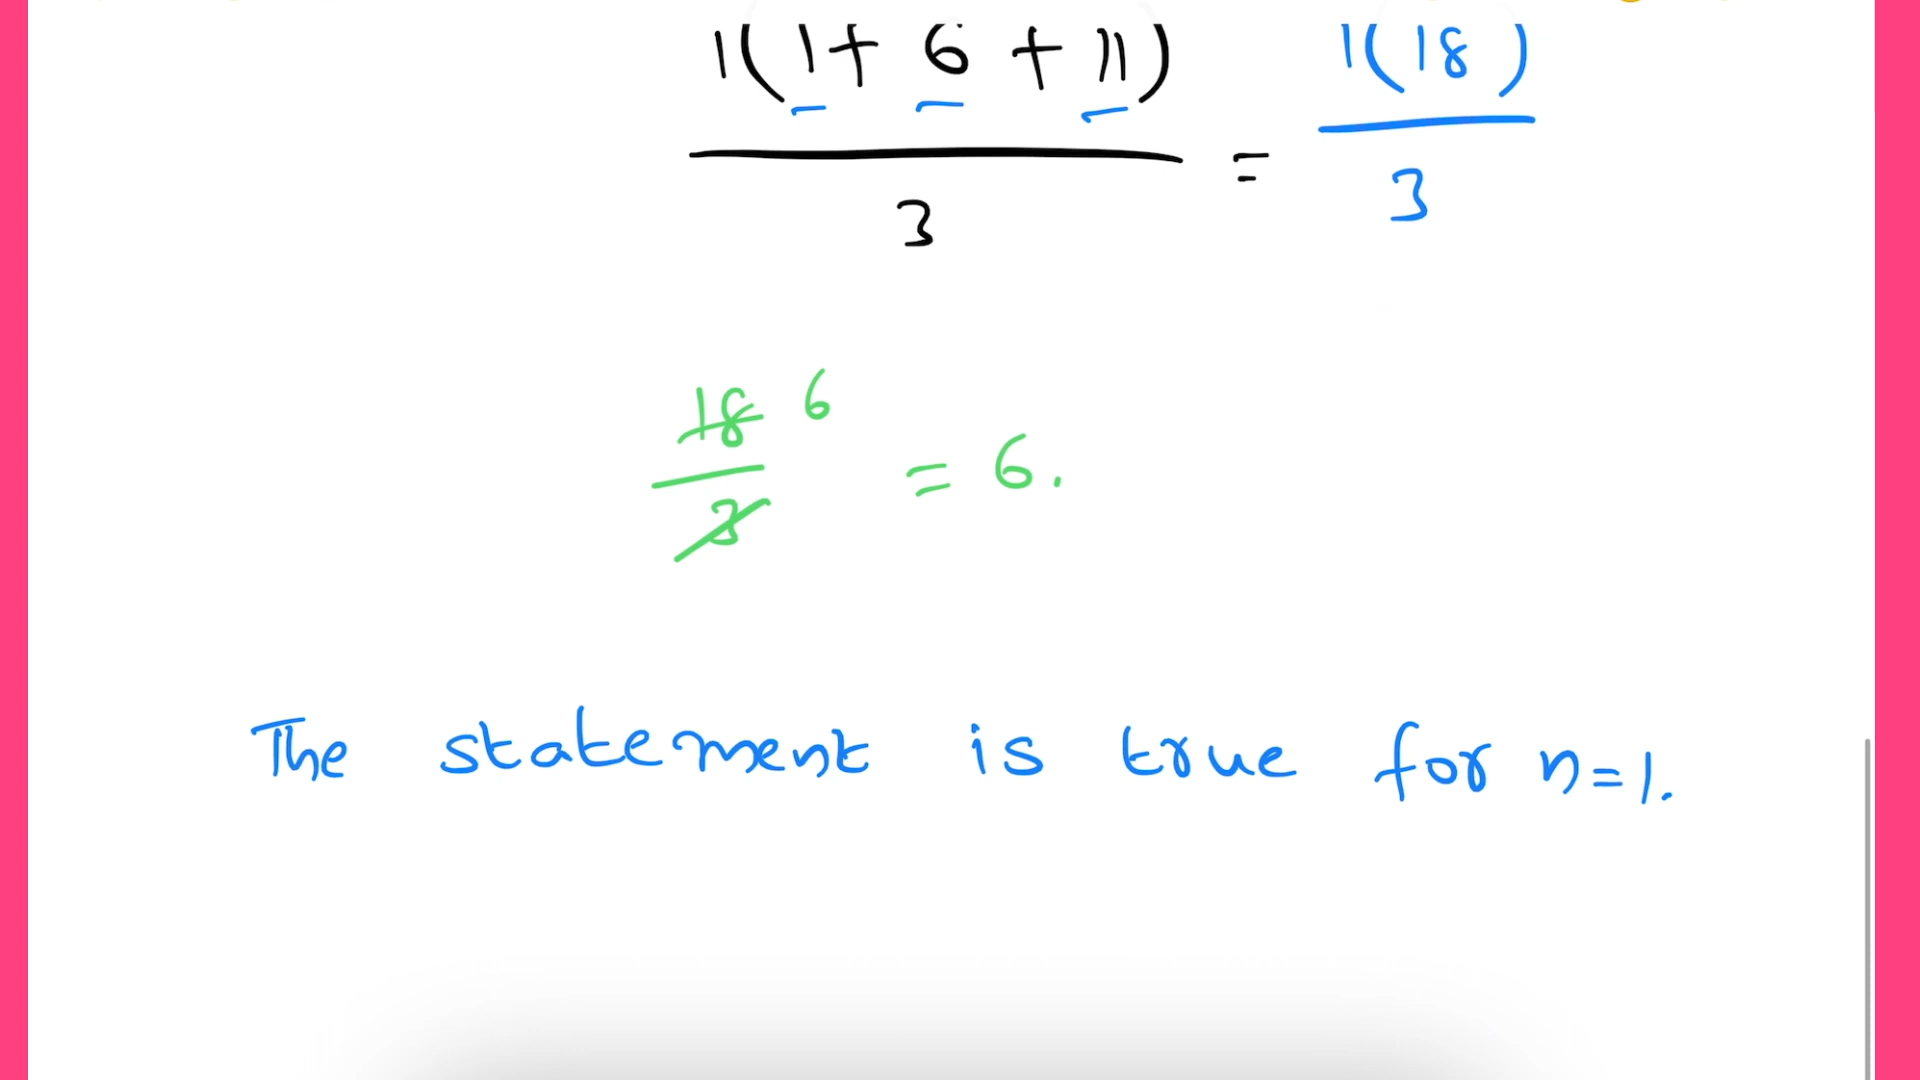 1(1+6+11) / 3 = 1(18) / 3
18 6 / 3 = 6.
The statement is true for n=1.